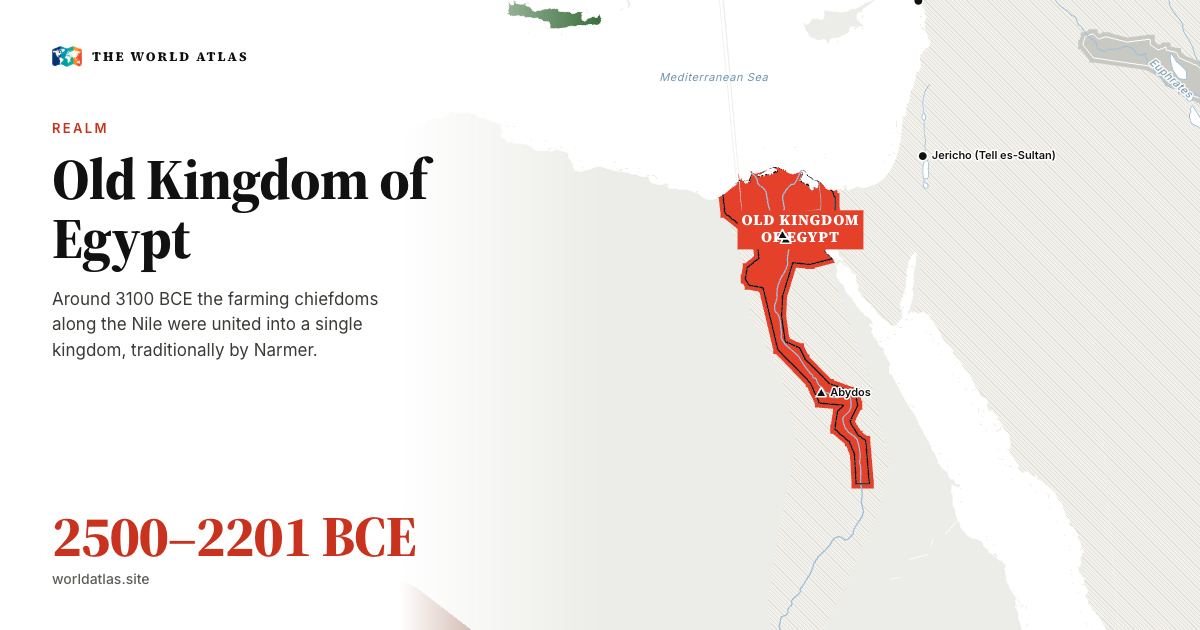 THE WORLD ATLAS
REALM
Old Kingdom of
Egypt
Around 3100 BCE the farming chiefdoms
along the Nile were united into a single
kingdom, traditionally by Narmer.
2500–2201 BCE
worldatlas.site
Mediterranean Sea
Euphrates
Jericho (Tell es-Sultan)
OLD KINGDOM
OF EGYPT
Abydos